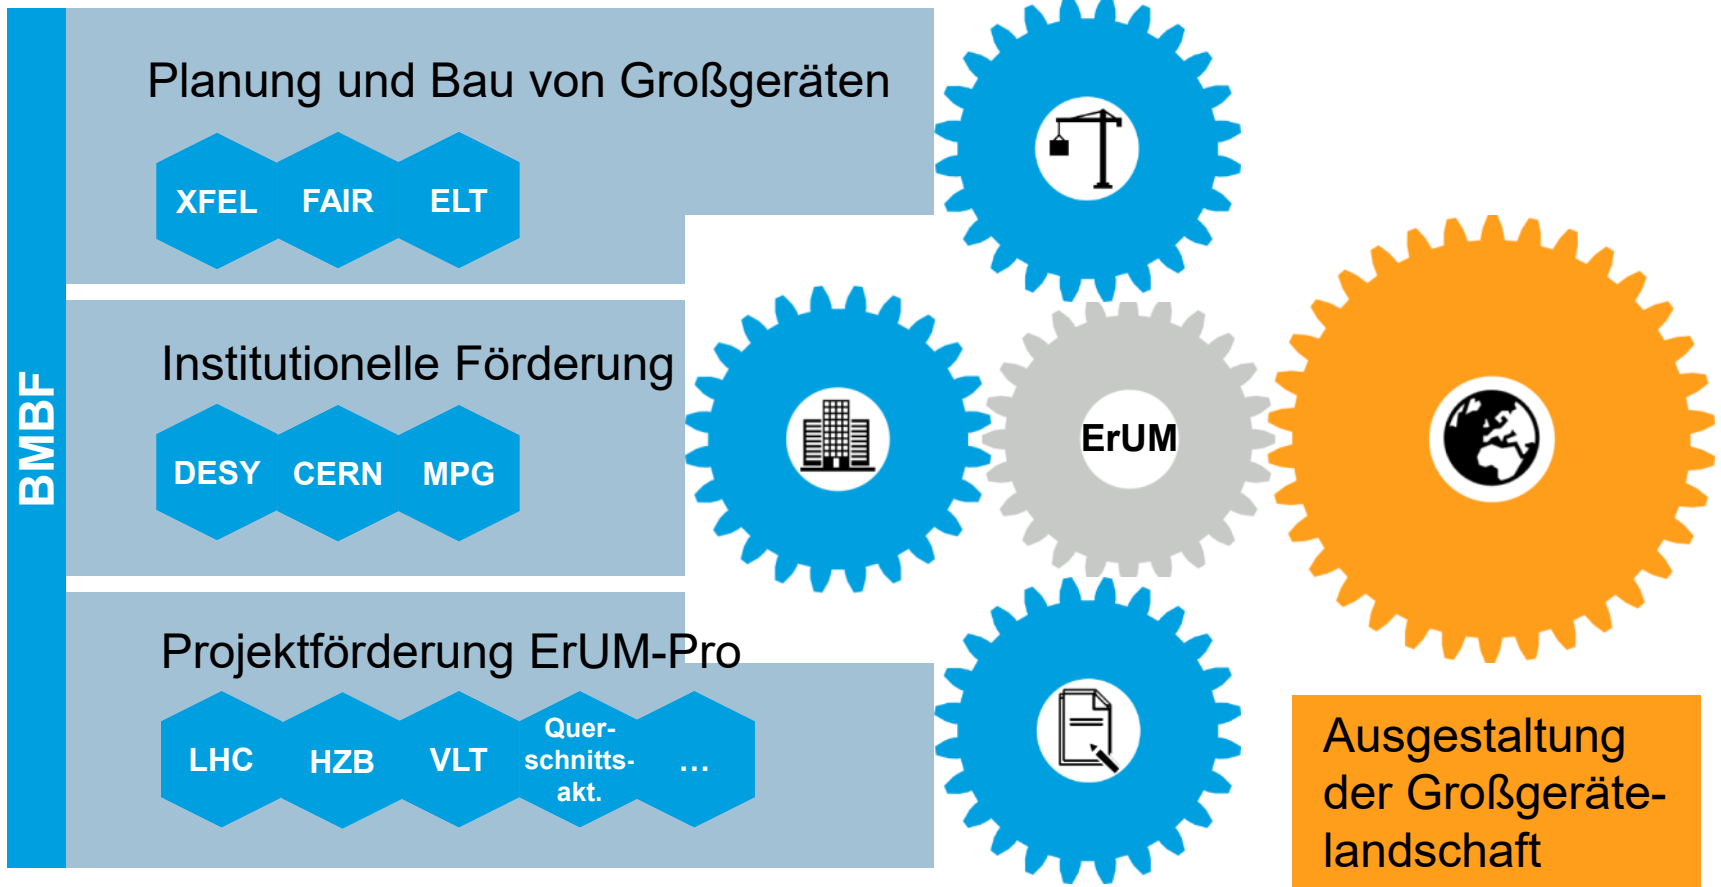 BMBF
Planung und Bau von Großgeräten
XFEL
FAIR
ELT
Institutionelle Förderung
DESY
CERN
MPG
ErUM
Projektförderung ErUM-Pro
LHC
HZB
VLT
Quer-
schnitts-
akt.
...
Ausgestaltung
der Großgeräte-
landschaft